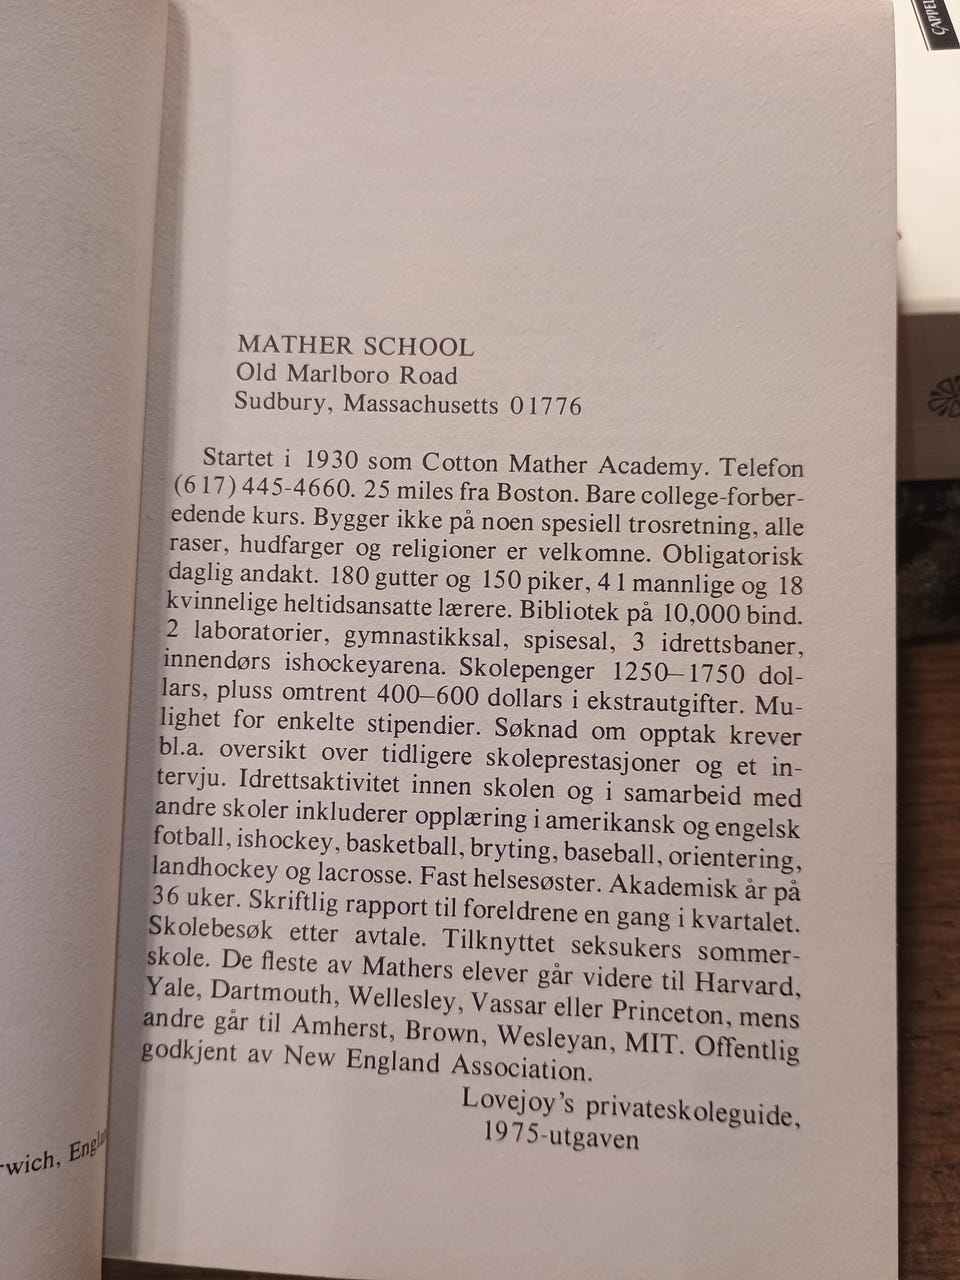 CAPPEL
MATHER SCHOOL
Old Marlboro Road
Sudbury, Massachusetts 01776
Startet i 1930 som Cotton Mather Academy. Telefon
(617) 445-4660. 25 miles fra Boston. Bare college-forber-
edende kurs. Bygger ikke på noen spesiell trosretning, alle
raser, hudfarger og religioner er velkomne. Obligatorisk
daglig andakt. 180 gutter og 150 piker, 41 mannlige og 18
kvinnelige heltidsansatte lærere. Bibliotek på 10,000 bind.
2 laboratorier, gymnastikksal, spisesal, 3 idrettsbaner,
innendørs ishockeyarena. Skolepenger 1250–1750 dol-
lars, pluss omtrent 400–600 dollars i ekstrautgifter. Mu-
lighet for enkelte stipendier. Søknad om opptak krever
bl.a. oversikt over tidligere skoleprestasjoner og et in-
tervju. Idrettsaktivitet innen skolen og i samarbeid med
andre skoler inkluderer opplæring i amerikansk og engelsk
fotball, ishockey, basketball, bryting, baseball, orientering,
landhockey og lacrosse. Fast helsesøster. Akademisk år på
36 uker. Skriftlig rapport til foreldrene en gang i kvartalet.
Skolebesøk etter avtale. Tilknyttet seksukers sommer-
skole. De fleste av Mathers elever går videre til Harvard,
Yale, Dartmouth, Wellesley, Vassar eller Princeton, mens
andre går til Amherst, Brown, Wesleyan, MIT. Offentlig
godkjent av New England Association.
Lovejoy's privateskoleguide,
1975-utgaven
rwich, Engla